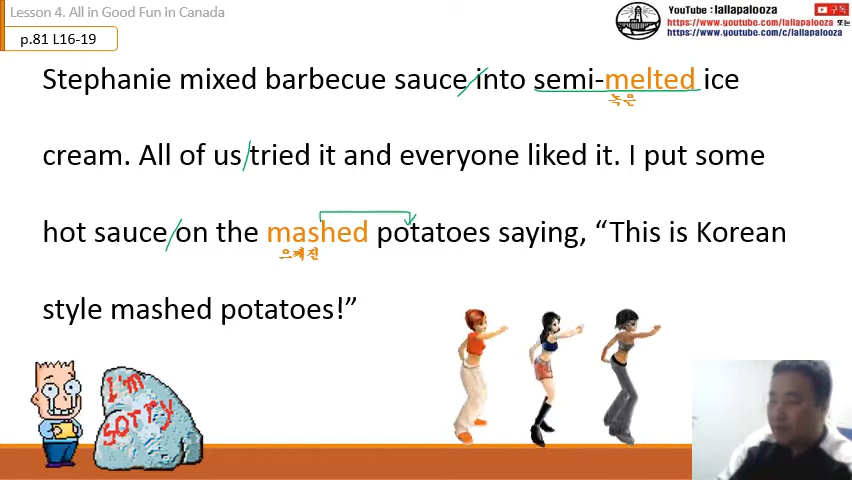 Lesson 4. All in Good Fun in Canada
p.81 L16-19
YouTube : lallapalooza 구독
https://www.youtube.com/lallapalooza 또는
https://www.youtube.com/c/lallapalooza
Stephanie mixed barbecue sauce into semi-melted ice
녹은
cream. All of us tried it and everyone liked it. I put some
hot sauce on the mashed potatoes saying, “This is Korean
으깨진
style mashed potatoes!”
I'm
sorry